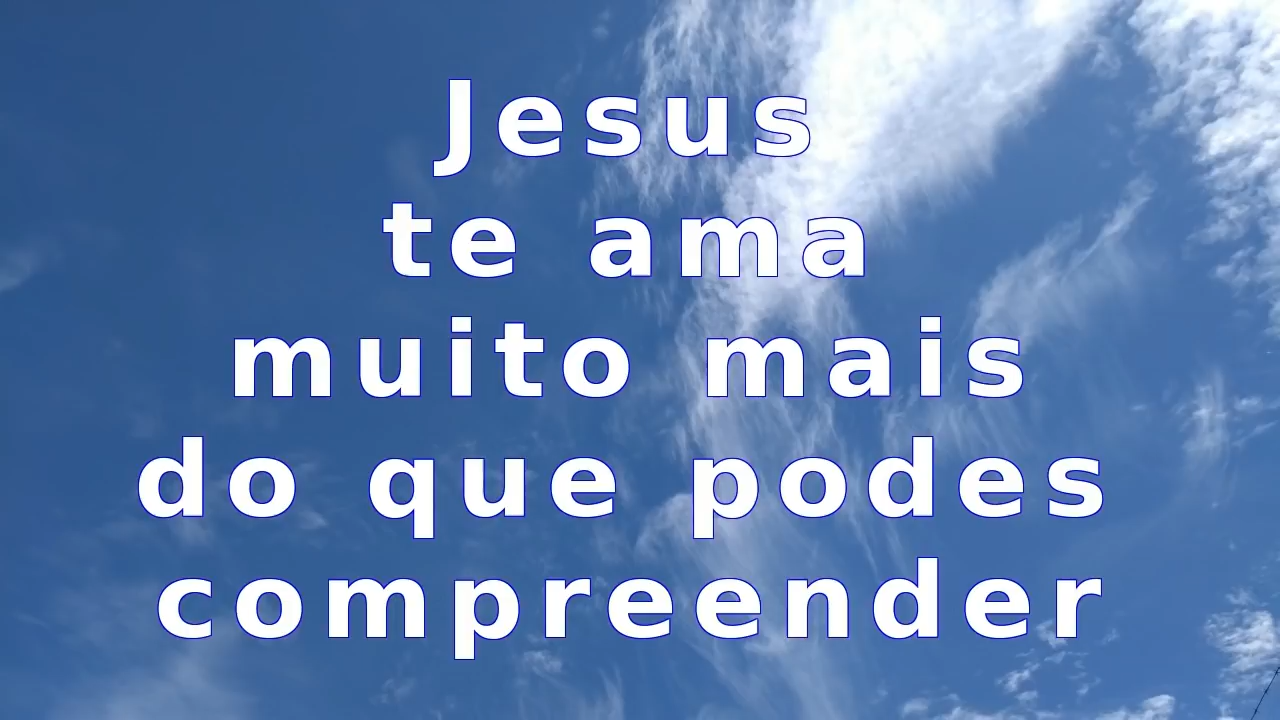 Jesus
te ama
muito mais
do que podes
compreender